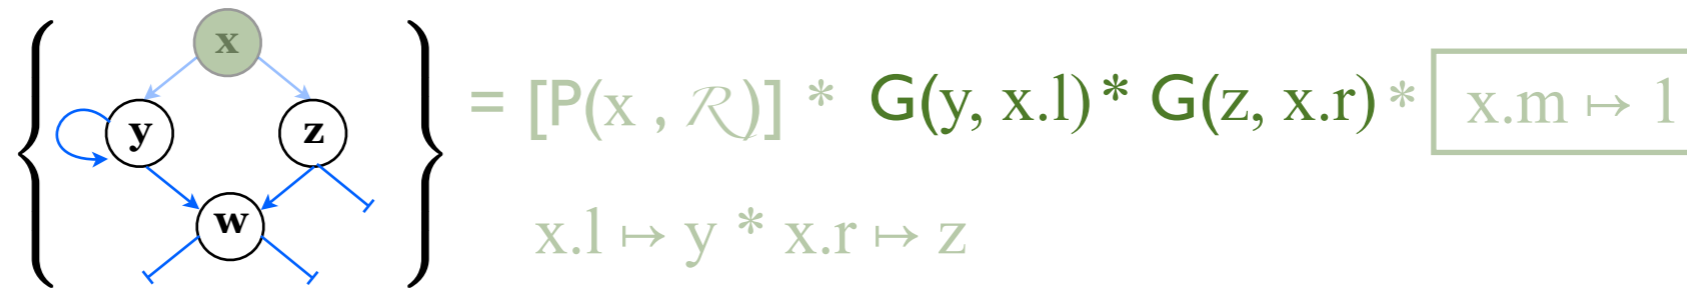 x
y
z
w
= [P(x , ℛ)] * G(y, x.l) * G(z, x.r) * x.m ↦ 1
x.l ↦ y * x.r ↦ z